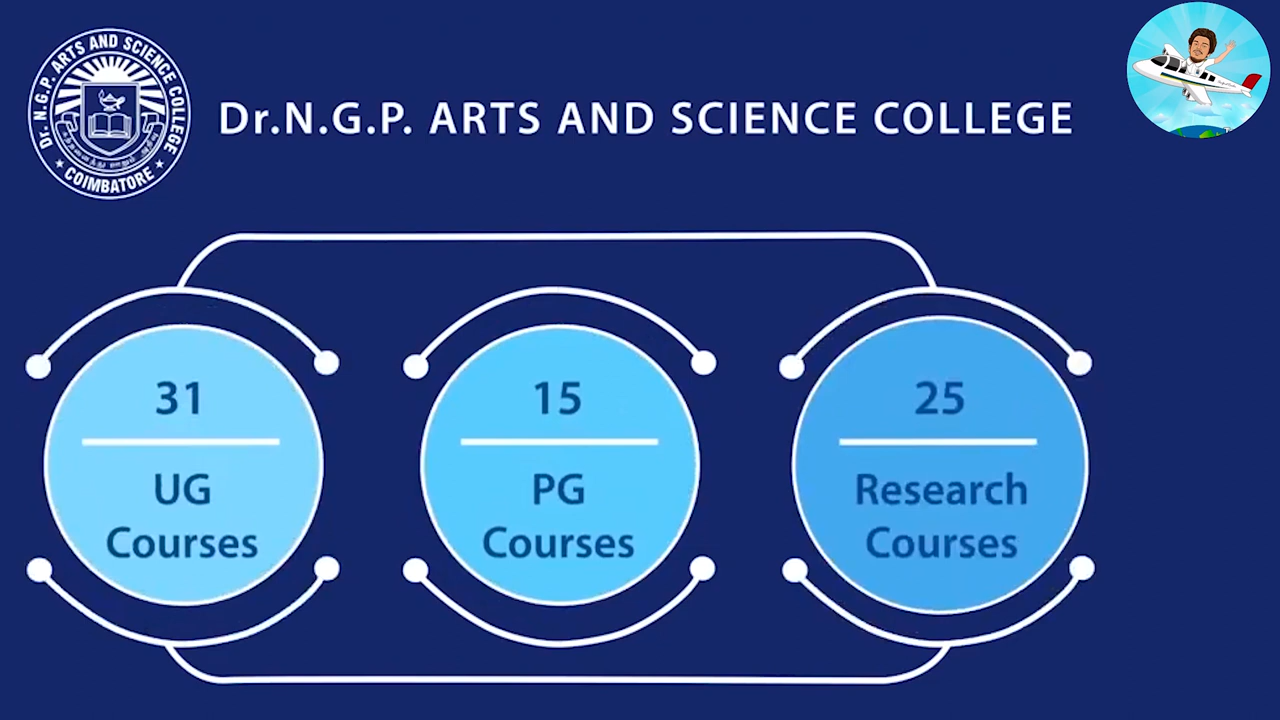 Dr. N.G.P. ARTS AND SCIENCE COLLEGE
COIMBATORE
Dr.N.G.P. ARTS AND SCIENCE COLLEGE
31
UG
Courses
15
PG
Courses
25
Research
Courses